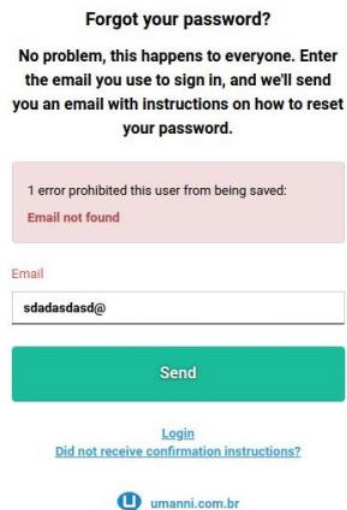 Forgot your password?
No problem, this happens to everyone. Enter
the email you use to sign in, and we'll send
you an email with instructions on how to reset
your password.
1 error prohibited this user from being saved:
Email not found
Email
sdadasdasd@
Send
Login
Did not receive confirmation instructions?
U umanni.com.br